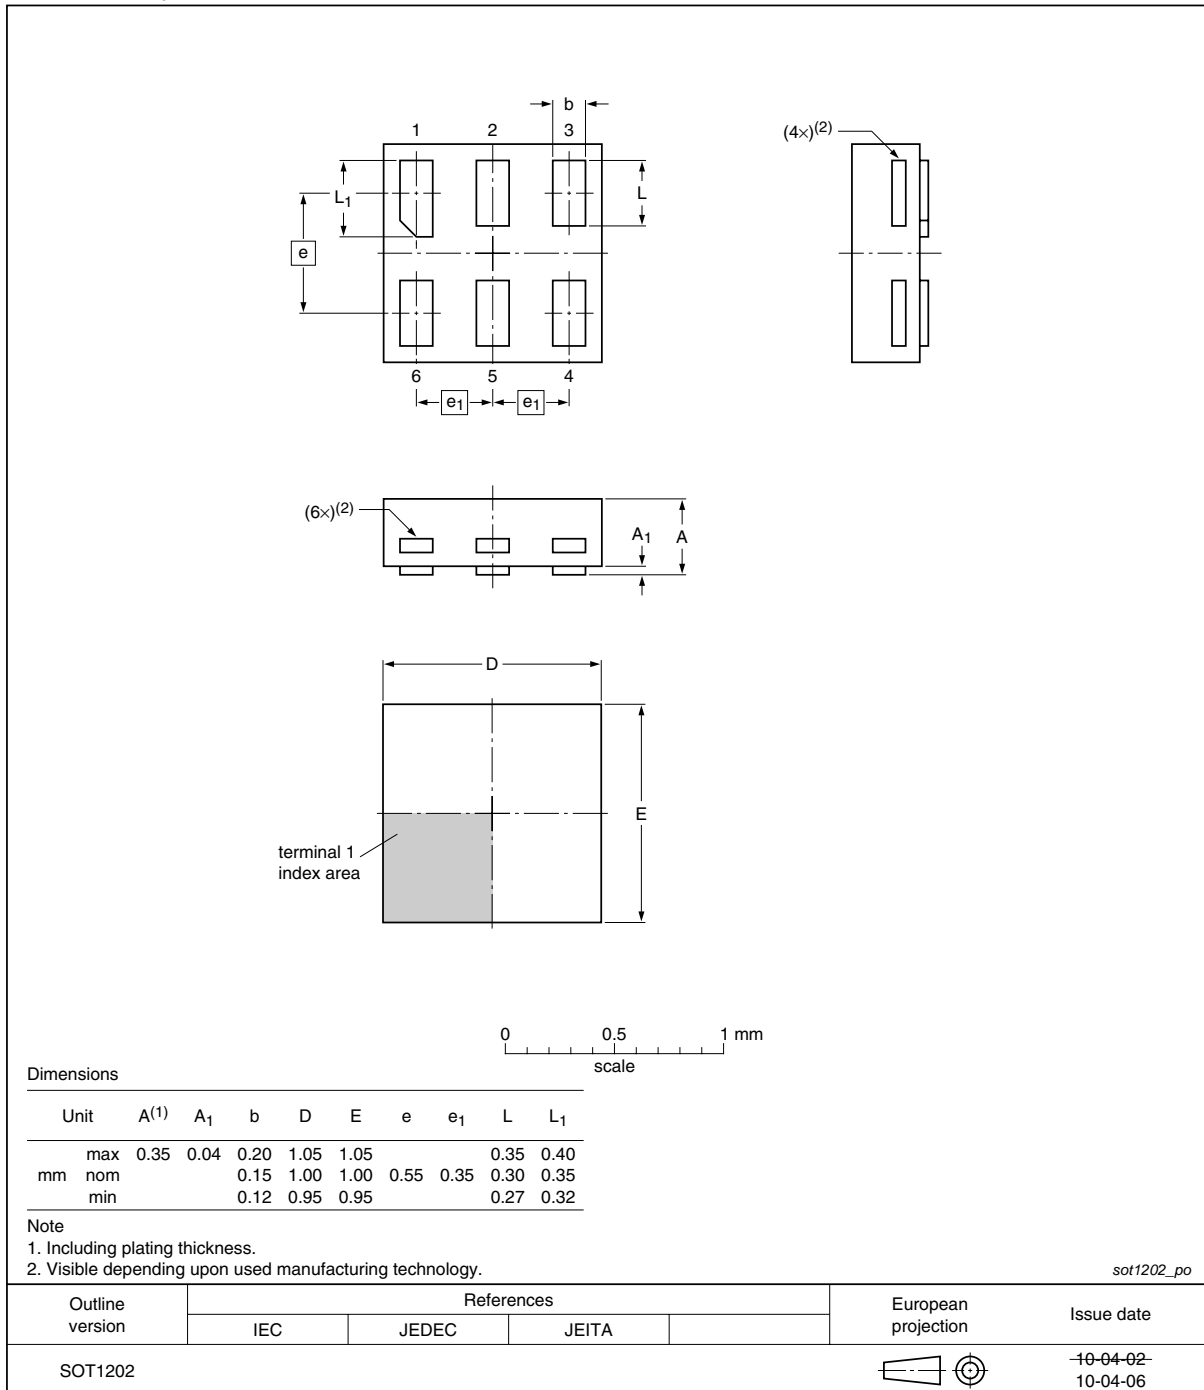 b
1 2 3
(4×)(2)
L1
L
e
6 5 4
e1 e1
(6×)(2)
A1 A
D
E
terminal 1
index area
0 0.5 1 mm
scale
Dimensions
Unit A(1) A1 b D E e e1 L L1
max 0.35 0.04 0.20 1.05 1.05 0.35 0.40
mm nom 0.15 1.00 1.00 0.55 0.35 0.30 0.35
min 0.12 0.95 0.95 0.27 0.32
Note
1. Including plating thickness.
2. Visible depending upon used manufacturing technology.
sot1202_po
Outline version References European projection Issue date
IEC JEDEC JEITA
SOT1202
10-04-02
10-04-06